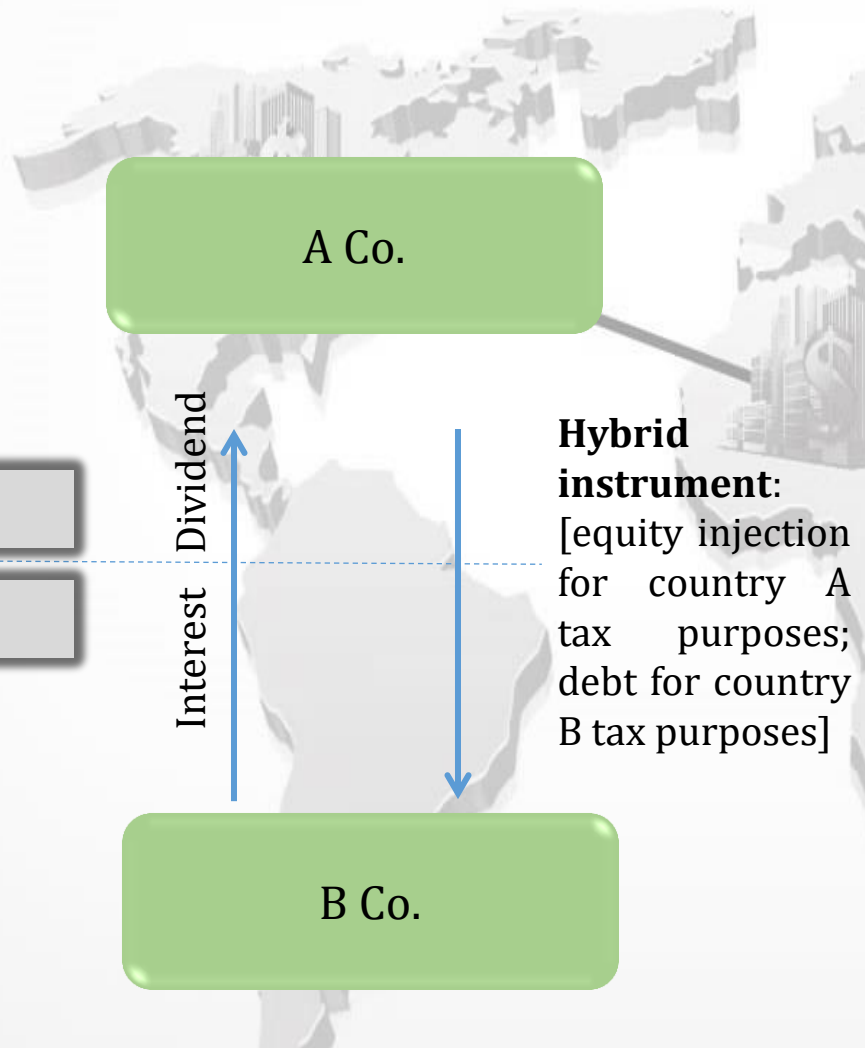 A Co.
Dividend
Interest
Hybrid
instrument:
[equity injection
for country A
tax purposes;
debt for country
B tax purposes]
B Co.